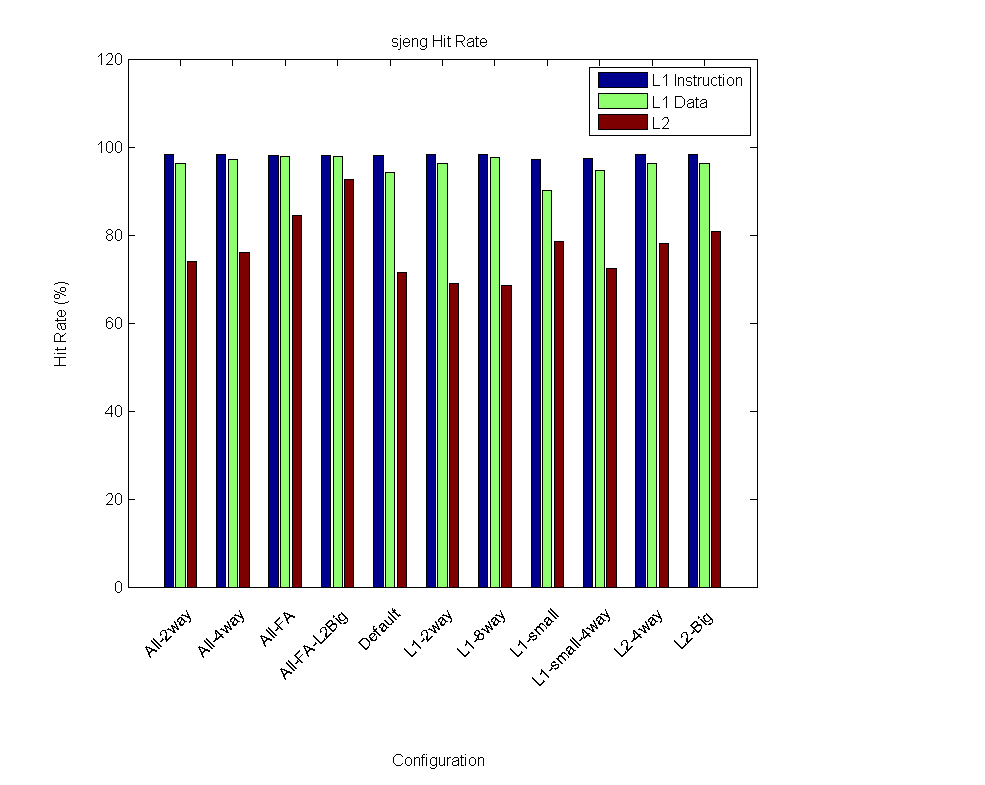 sjeng Hit Rate
L1 Instruction
L1 Data
L2
120
100
80
60
40
20
0
Hit Rate (%)
All-2way
All-4way
All-FA
All-FA-L2Big
Default
L1-2way
L1-8way
L1-small
L1-small-4way
L2-4way
L2-Big
Configuration